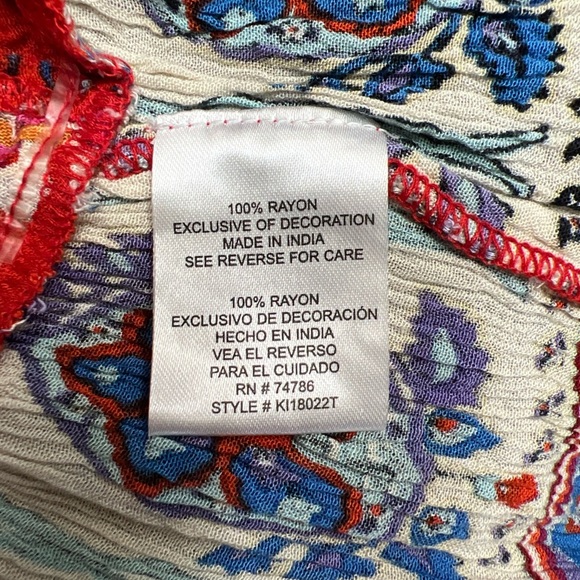 100% RAYON
EXCLUSIVE OF DECORATION
MADE IN INDIA
SEE REVERSE FOR CARE
100% RAYON
EXCLUSIVO DE DECORACIÓN
HECHO EN INDIA
VEA EL REVERSO
PARA EL CUIDADO
RN # 74786
STYLE # KI18022T